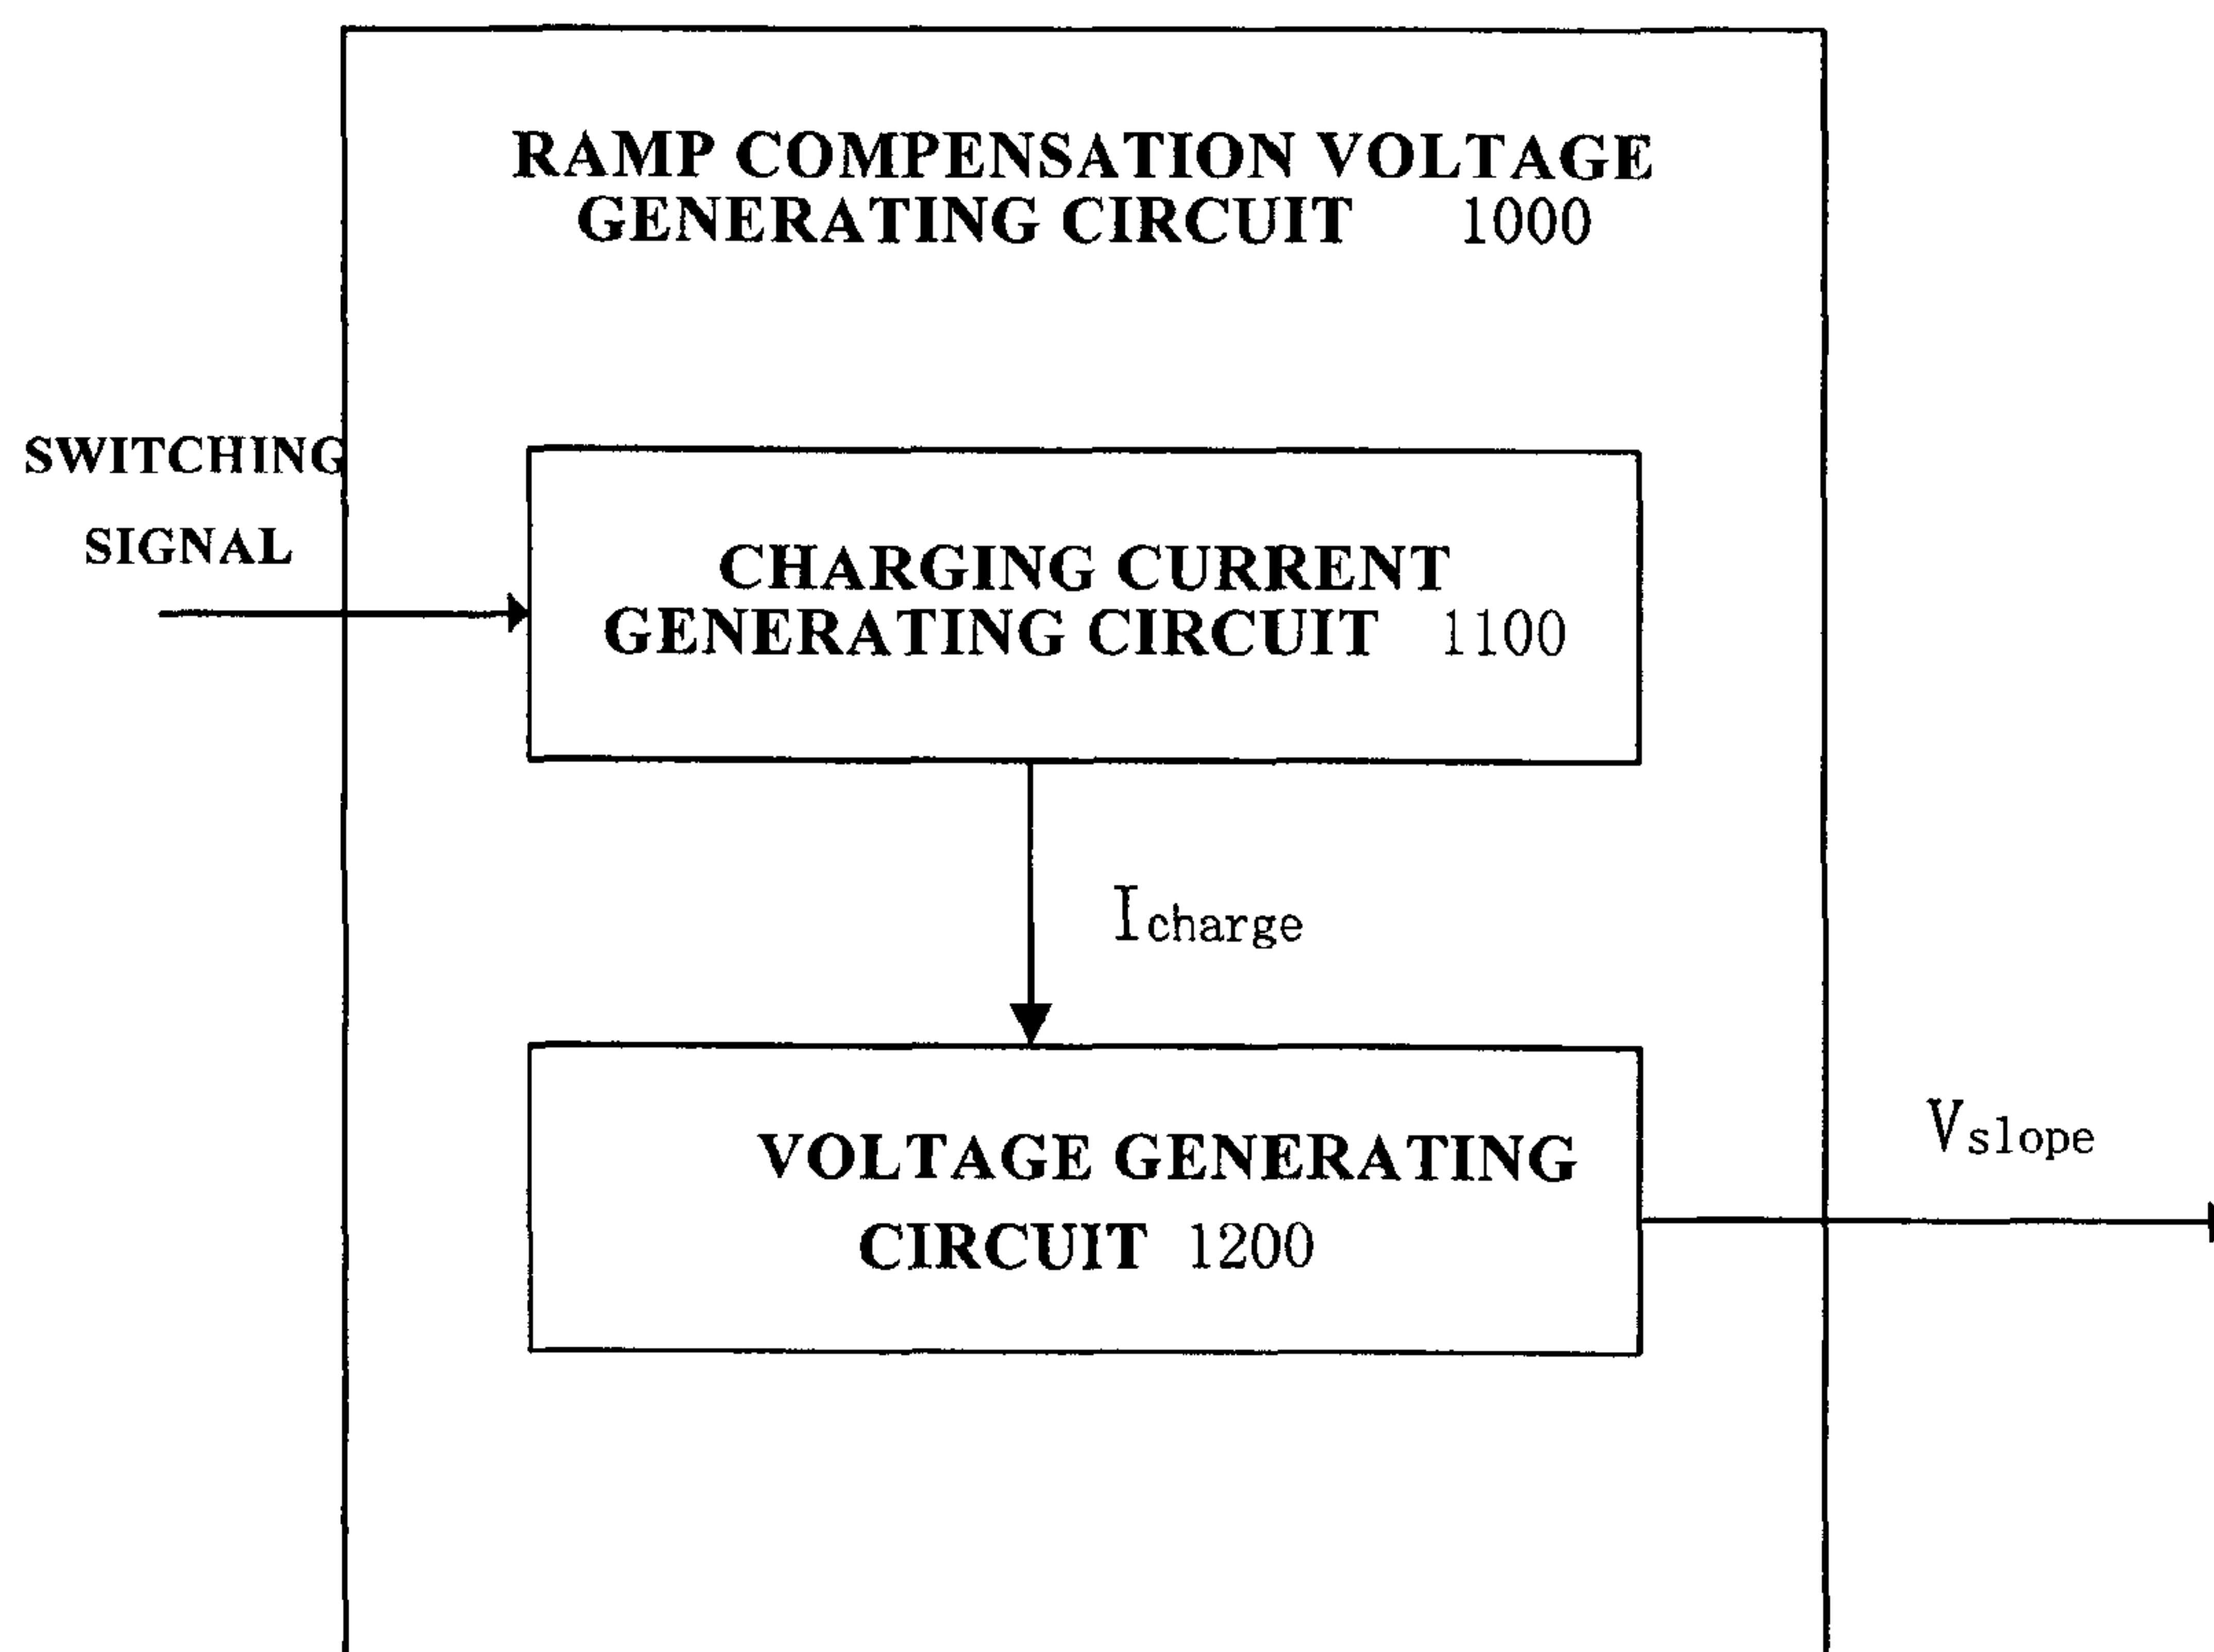 RAMP COMPENSATION VOLTAGE
GENERATING CIRCUIT 1000
SWITCHING
SIGNAL
CHARGING CURRENT
GENERATING CIRCUIT 1100
Icharge
VOLTAGE GENERATING
CIRCUIT 1200
Vslope